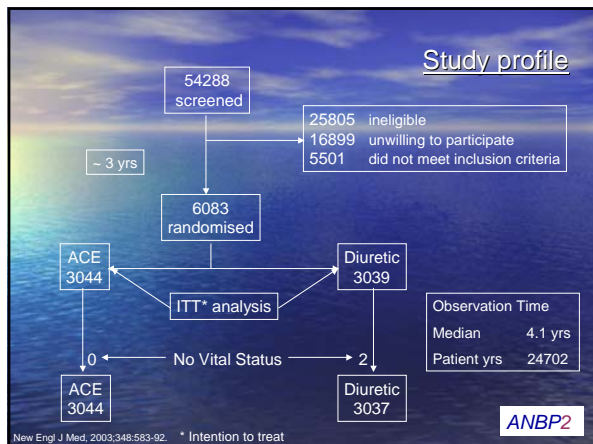 Study profile
54288
screened
25805 ineligible
16899 unwilling to participate
5501 did not meet inclusion criteria
~ 3 yrs
6083
randomised
ACE
3044
Diuretic
3039
ITT* analysis
Observation Time
Median 4.1 yrs
Patient yrs 24702
0 No Vital Status 2
ACE
3044
Diuretic
3037
ANBP2
New Engl J Med, 2003;348:583-92. * Intention to treat